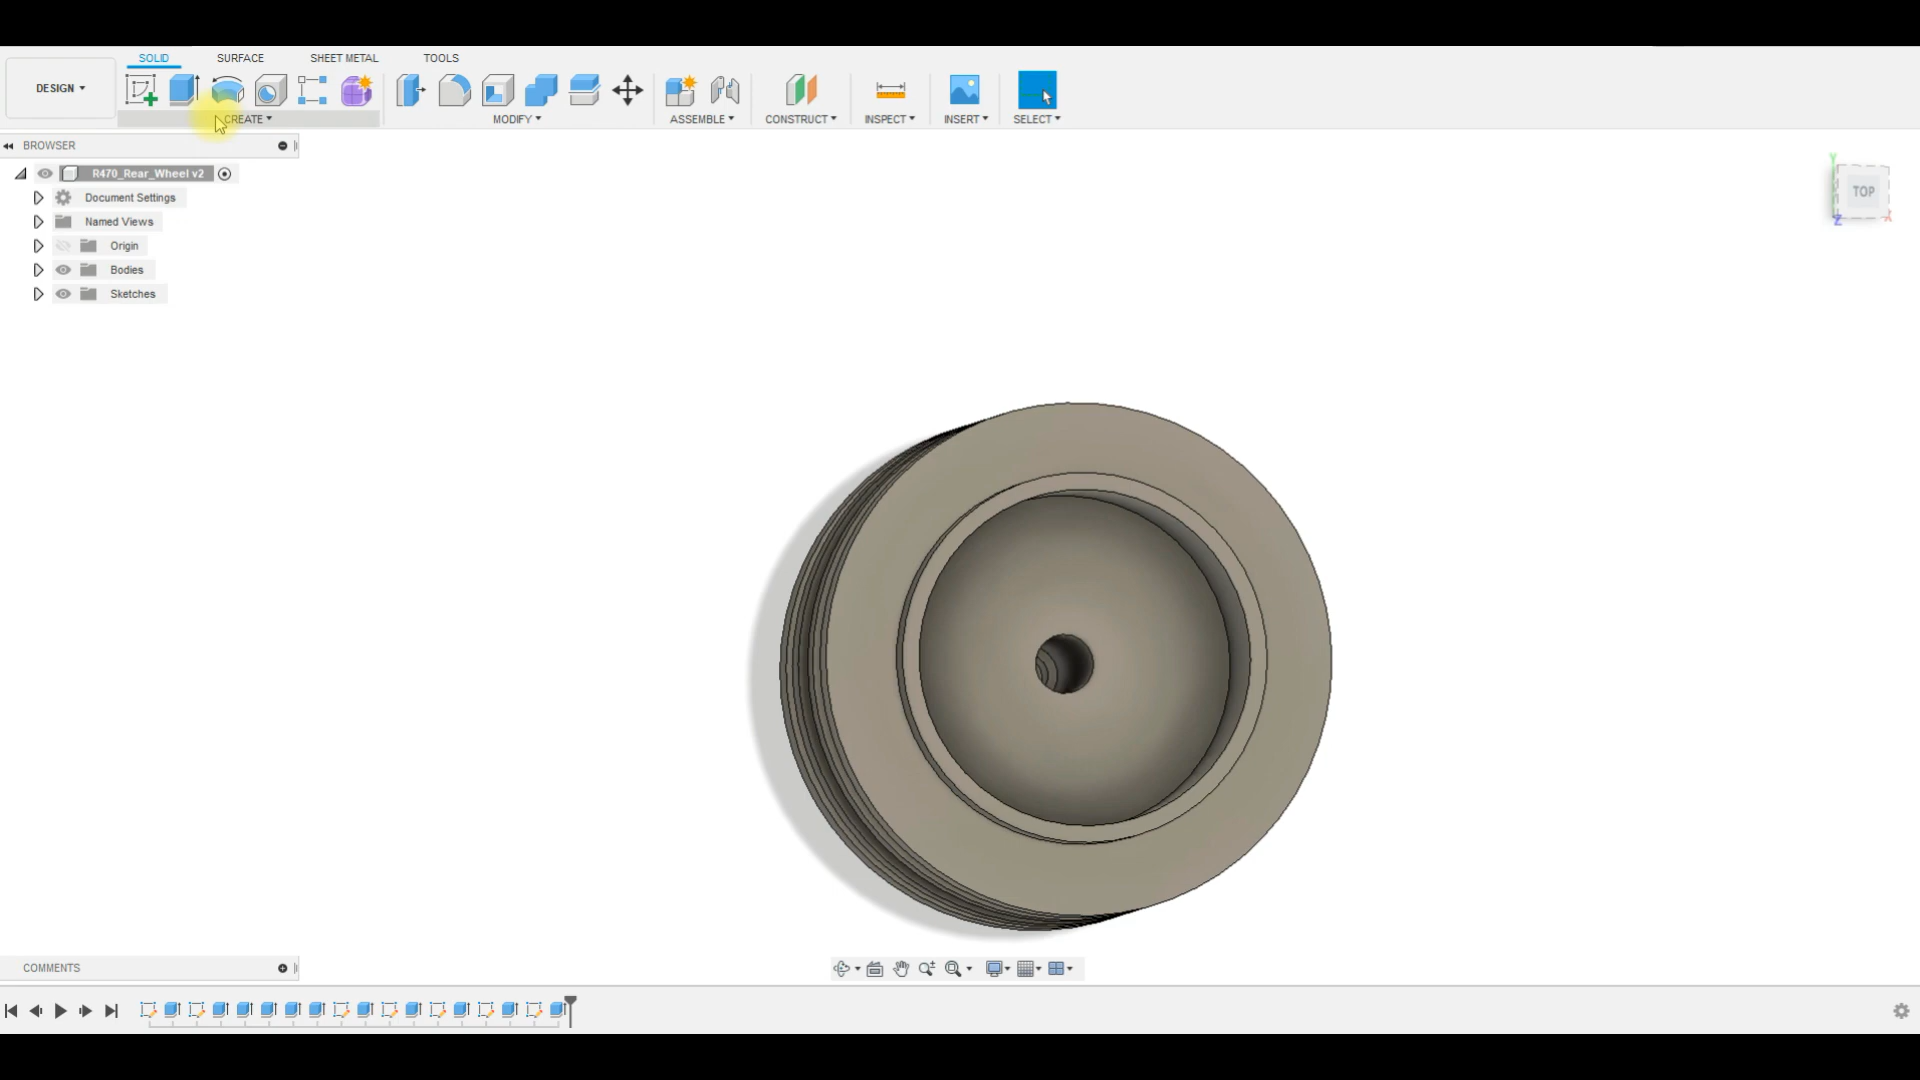 SOLID SURFACE SHEET METAL TOOLS
DESIGN
CREATE MODIFY ASSEMBLE CONSTRUCT INSPECT INSERT SELECT
BROWSER
R470_Rear_Wheel v2
Document Settings
Named Views
Origin
Bodies
Sketches
Y
TOP
Z X
COMMENTS